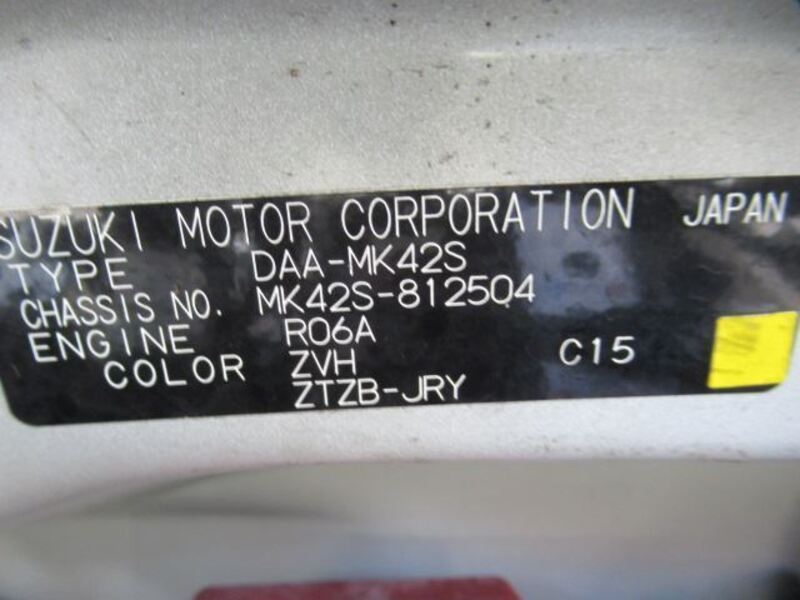 SUZUKI MOTOR CORPORATION JAPAN
TYPE DAA-MK42S
CHASSIS NO. MK42S-812504
ENGINE R06A
COLOR ZVH C15
ZTZB-JRY